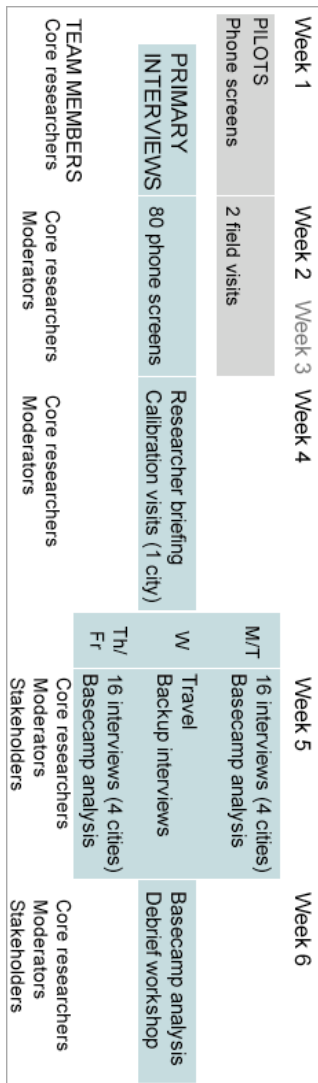 Week 1
Week 2
Week 3
Week 4
Week 5
Week 6
PILOTS
Phone screens
2 field visits
PRIMARY
INTERVIEWS
80 phone screens
Researcher briefing
Calibration visits (1 city)
M/T
16 interviews (4 cities)
Basecamp analysis
W
Travel
Backup interviews
Th/
Fr
16 interviews (4 cities)
Basecamp analysis
Basecamp analysis
Debrief workshop
TEAM MEMBERS
Core researchers
Core researchers
Moderators
Core researchers
Moderators
Core researchers
Moderators
Stakeholders
Core researchers
Moderators
Stakeholders